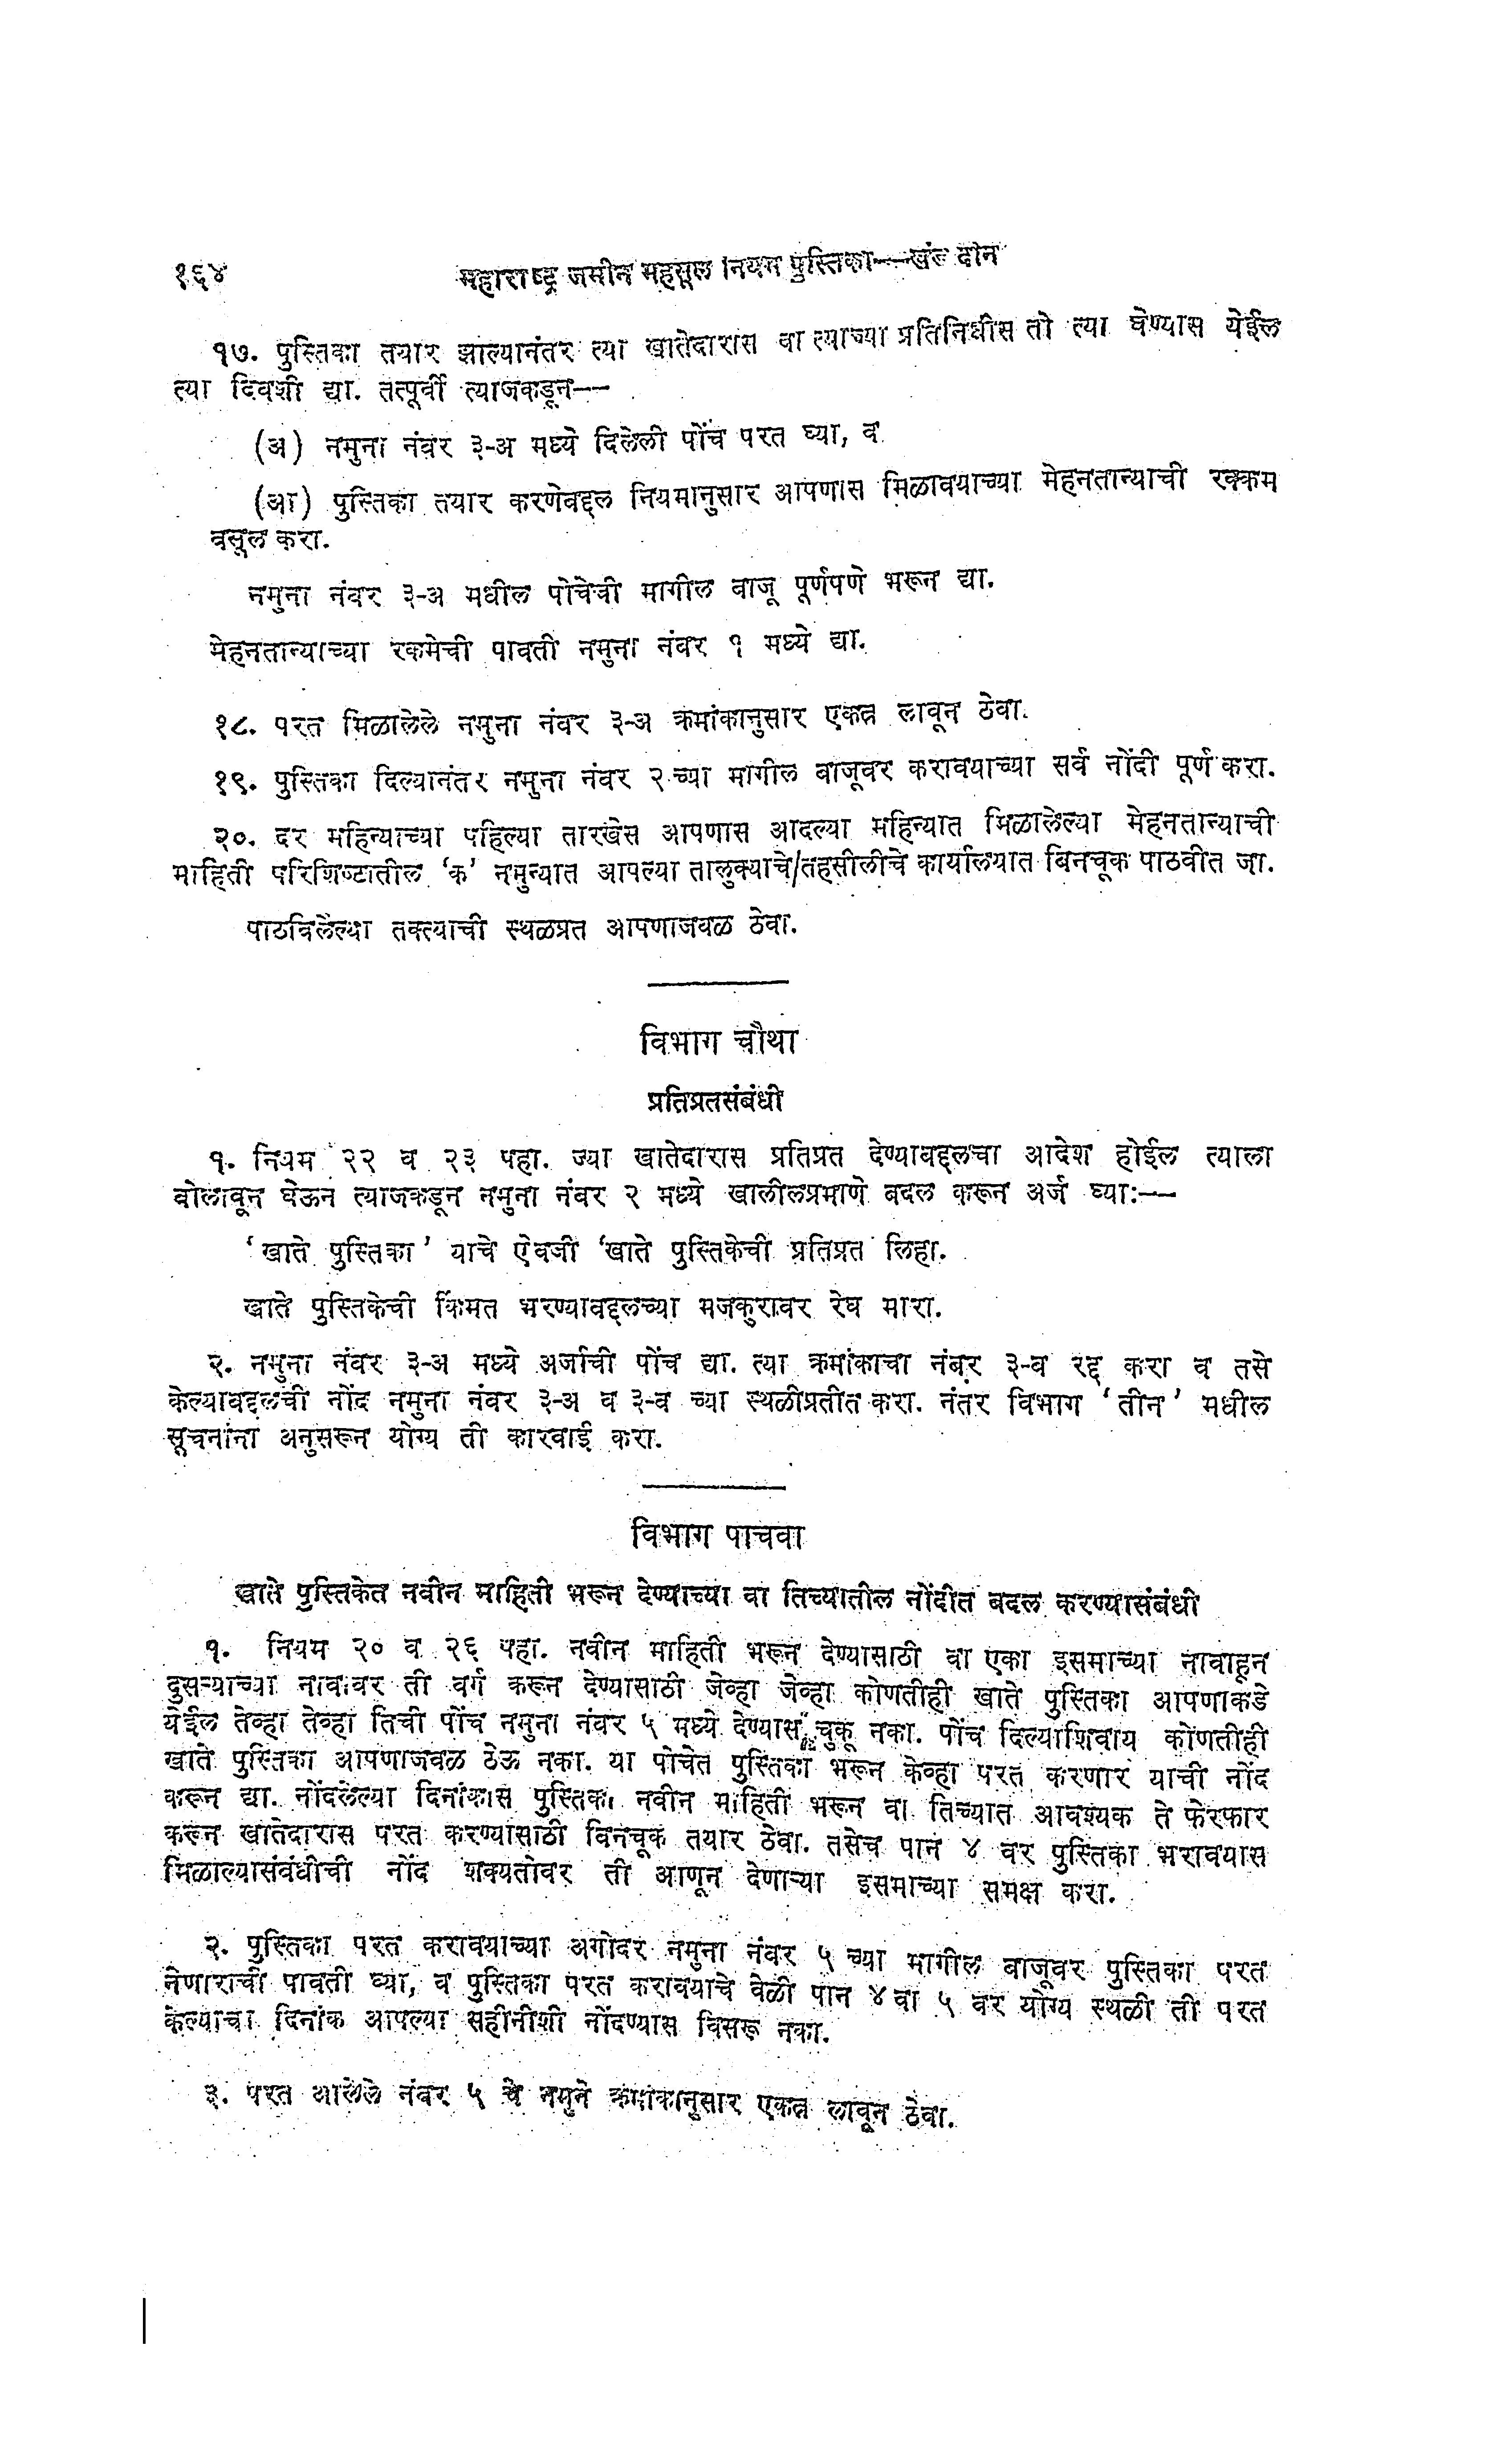 १६४ महाराष्ट्र जमीन महसूल नियम पुस्तिका--खंड दोन
१७. पुस्तिका तयार झाल्यानंतर त्या खातेदारास वा त्याच्या प्रतिनिधीस तो त्या घेण्यास येईल
त्या दिवशी द्या. तत्पूर्वी त्याजकडून--
(अ) नमुना नंबर ३-अ मध्ये दिलेली पोंच परत घ्या, व
(आ) पुस्तिका तयार करणेबद्दल नियमानुसार आपणास मिळावयाच्या मेहनतान्याची रक्कम
वसूल करा.
नमुना नंबर ३-अ मधील पोचेची मागील बाजू पूर्णपणे भरून द्या.
मेहनतान्याच्या रकमेची पावती नमुना नंबर १ मध्ये द्या.
१८. परत मिळालेले नमुना नंबर ३-अ क्रमांकानुसार एकत्र लावून ठेवा.
१९. पुस्तिका दिल्यानंतर नमुना नंबर २ च्या मागील बाजूवर करावयाच्या सर्व नोंदी पूर्ण करा.
२०. दर महिन्याच्या पहिल्या तारखेस आपणास आदल्या महिन्यात मिळालेल्या मेहनतान्याची
माहिती परिशिष्टातील 'क' नमुन्यात आपल्या तालुक्याचे/तहसीलीचे कार्यालयात बिनचूक पाठवीत जा.
पाठविलेल्या तक्त्याची स्थळप्रत आपणाजवळ ठेवा.
विभाग चौथा
प्रतिप्रतसंबंधी
१. नियम २२ व २३ पहा. ज्या खातेदारास प्रतिप्रत देण्याबद्दलचा आदेश होईल त्याला
बोलावून घेऊन त्याजकडून नमुना नंबर २ मध्ये खालीलप्रमाणे बदल करून अर्ज घ्या:--
'खाते पुस्तिका' याचे ऐवजी 'खाते पुस्तिकेची प्रतिप्रत लिहा.
खाते पुस्तिकेची किंमत भरण्याबद्दलच्या मजकुरावर रेघ मारा.
२. नमुना नंबर ३-अ मध्ये अर्जाची पोंच द्या. त्या क्रमांकाचा नंबर ३-ब रद्द करा व तसे
केल्याबद्दलची नोंद नमुना नंबर ३-अ व ३-ब च्या स्थळीप्रतीत करा. नंतर विभाग 'तीन' मधील
सूचनांना अनुसरून योग्य ती कारवाई करा.
विभाग पाचवा
खाते पुस्तिकेत नवीन माहिती भरून देण्याच्या वा तिच्यातील नोंदीत बदल करण्यासंबंधी
१. नियम २० व २६ पहा. नवीन माहिती भरून देण्यासाठी वा एका इसमाच्या नावाहून
दुसऱ्याच्या नावावर ती वर्ग करून देण्यासाठी जेव्हा जेव्हा कोणतीही खाते पुस्तिका आपणाकडे
येईल तेव्हा तेव्हा तिची पोंच नमुना नंबर ५ मध्ये देण्यास चुकू नका. पोंच दिल्याशिवाय कोणतीही
खाते पुस्तिका आपणाजवळ ठेऊ नका. या पोचेत पुस्तिका भरून केव्हा परत करणार याची नोंद
करून द्या. नोंदलेल्या दिनांकास पुस्तिका नवीन माहिती भरून वा तिच्यात आवश्यक ते फेरफार
करून खातेदारास परत करण्यासाठी बिनचूक तयार ठेवा. तसेच पान ४ वर पुस्तिका भरावयास
मिळाल्यासंबंधीची नोंद शक्यतोवर ती आणून देणाऱ्या इसमाच्या समक्ष करा.
२. पुस्तिका परत करावयाच्या अगोदर नमुना नंबर ५ च्या मागील बाजूवर पुस्तिका परत
नेणाराची पावती घ्या, व पुस्तिका परत करावयाचे वेळी पान ४ वा ५ वर योग्य स्थळी ती परत
केल्याचा दिनांक आपल्या सहीनीशी नोंदण्यास विसरू नका.
३. परत आलेले नंबर ५ चे नमुने क्रमांकानुसार एकत्र लावून ठेवा.